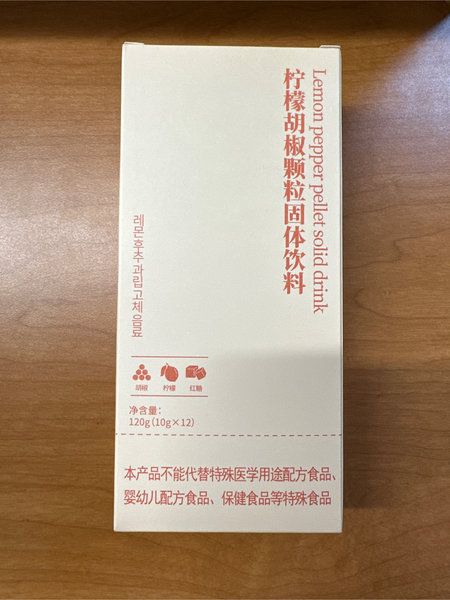 Lemon pepper pellet solid drink
柠檬胡椒颗粒固体饮料
레몬후추과립고체음료
胡椒 柠檬 红糖
净含量：
120g (10g×12)
本产品不能代替特殊医学用途配方食品、
婴幼儿配方食品、保健食品等特殊食品